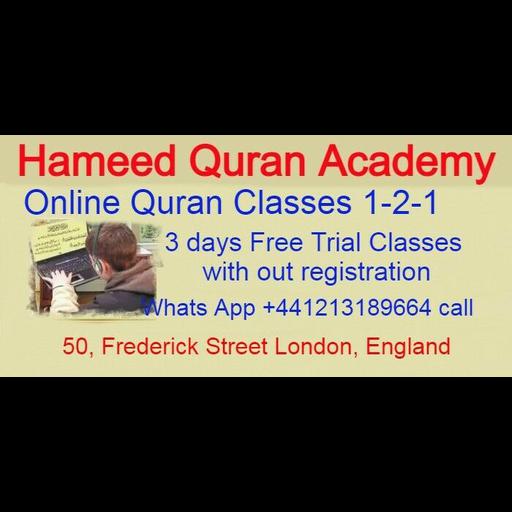 Hameed Quran Academy
Online Quran Classes 1-2-1
3 days Free Trial Classes
with out registration
Whats App +441213189664 call
50, Frederick Street London, England